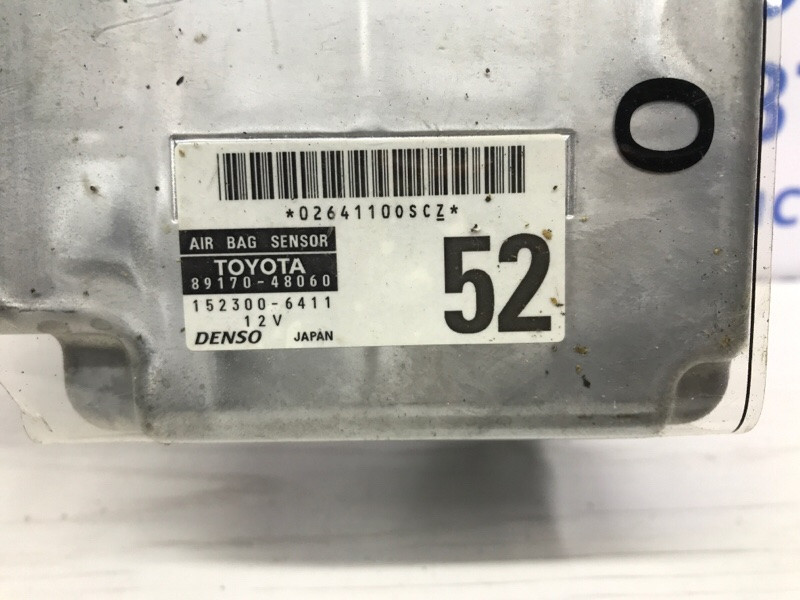 O
*02641100SCZ*
AIR BAG SENSOR
TOYOTA
89170-48060
152300-6411
12V
DENSO JAPAN
52